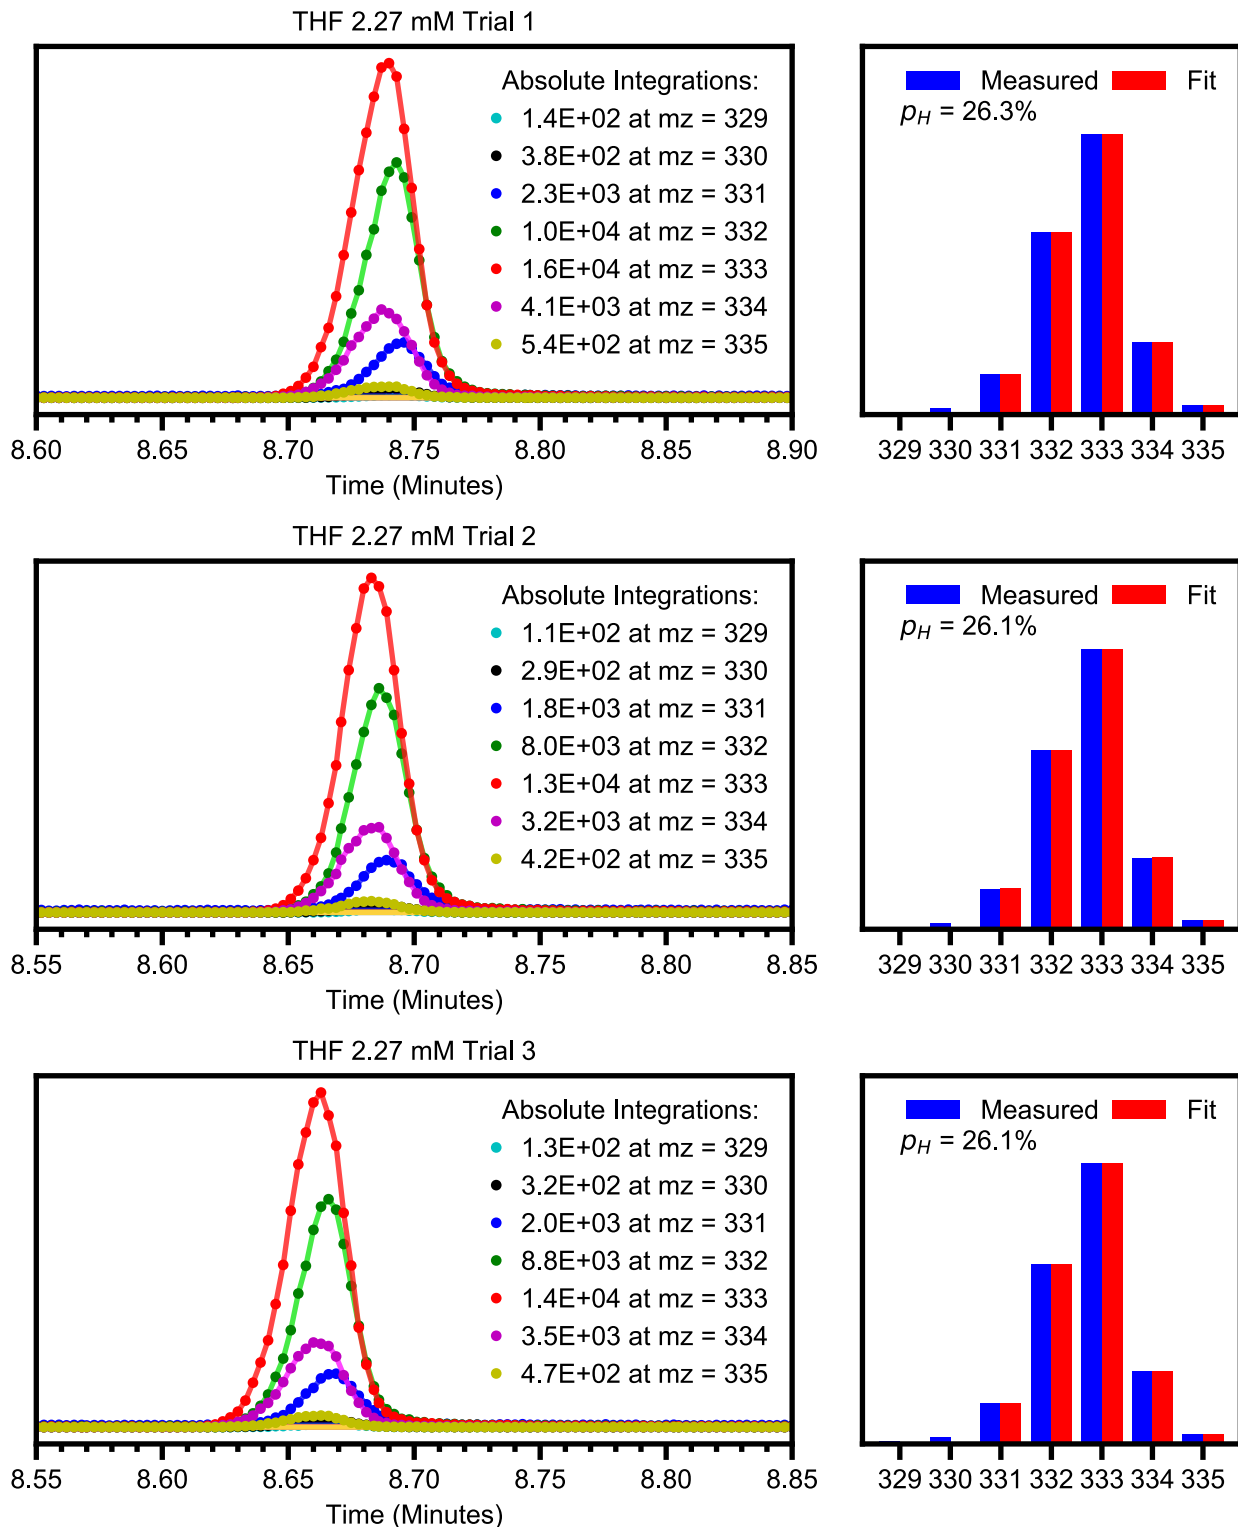 THF 2.27 mM Trial 1
Absolute Integrations:
1.4E+02 at mz = 329
3.8E+02 at mz = 330
2.3E+03 at mz = 331
1.0E+04 at mz = 332
1.6E+04 at mz = 333
4.1E+03 at mz = 334
5.4E+02 at mz = 335
8.60 8.65 8.70 8.75 8.80 8.85 8.90
Time (Minutes)
Measured Fit
p_H = 26.3%
329 330 331 332 333 334 335
THF 2.27 mM Trial 2
Absolute Integrations:
1.1E+02 at mz = 329
2.9E+02 at mz = 330
1.8E+03 at mz = 331
8.0E+03 at mz = 332
1.3E+04 at mz = 333
3.2E+03 at mz = 334
4.2E+02 at mz = 335
8.55 8.60 8.65 8.70 8.75 8.80 8.85
Time (Minutes)
Measured Fit
p_H = 26.1%
329 330 331 332 333 334 335
THF 2.27 mM Trial 3
Absolute Integrations:
1.3E+02 at mz = 329
3.2E+02 at mz = 330
2.0E+03 at mz = 331
8.8E+03 at mz = 332
1.4E+04 at mz = 333
3.5E+03 at mz = 334
4.7E+02 at mz = 335
8.55 8.60 8.65 8.70 8.75 8.80 8.85
Time (Minutes)
Measured Fit
p_H = 26.1%
329 330 331 332 333 334 335